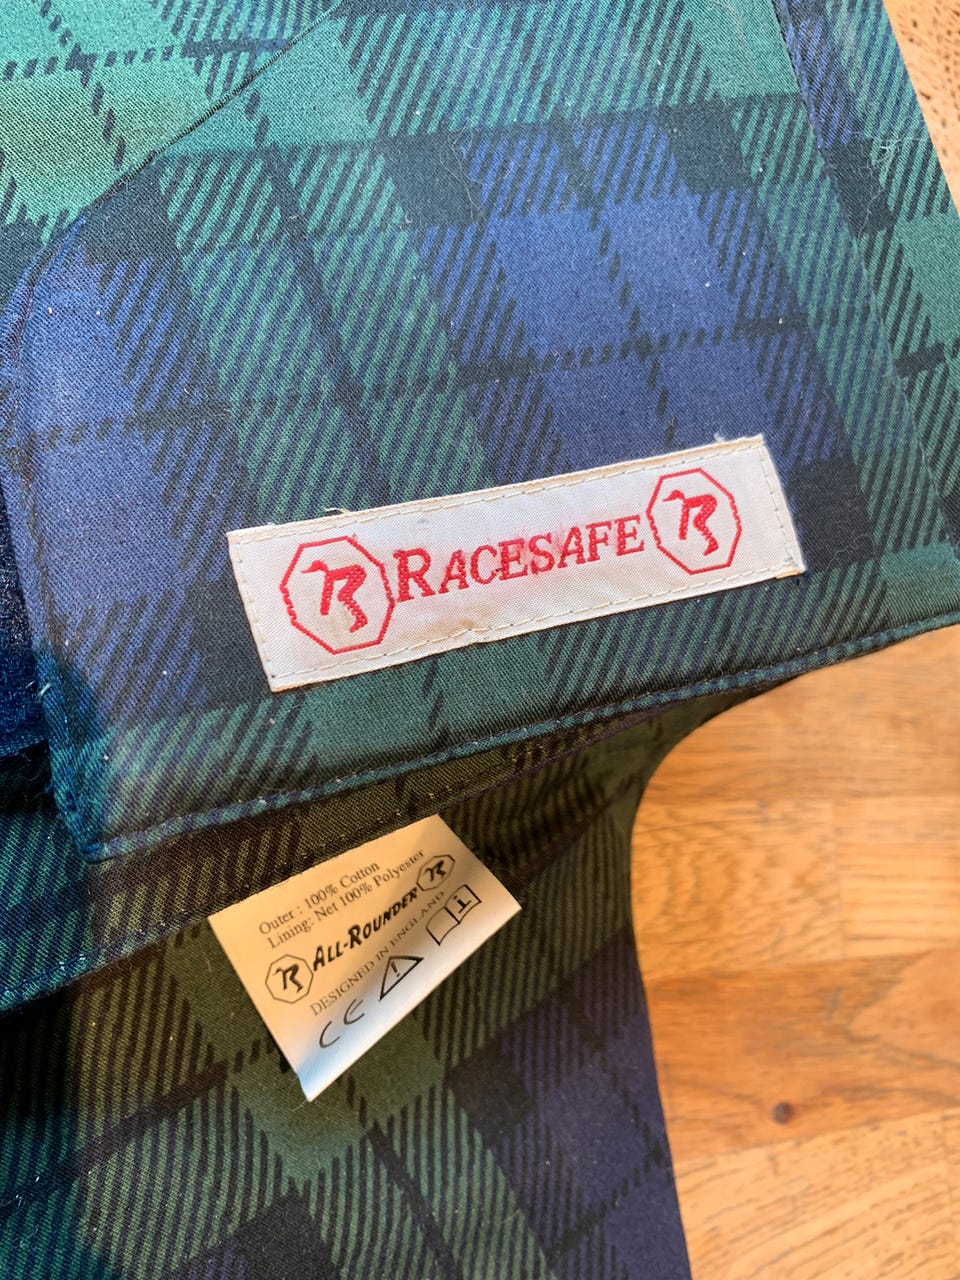 RACESAFE
Outer : 100% Cotton
Lining: Net 100% Polyester
ALL-ROUNDER
DESIGNED IN ENGLAND
CE